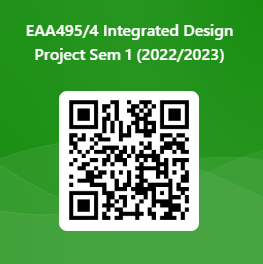 EAA495/4 Integrated Design
Project Sem 1 (2022/2023)